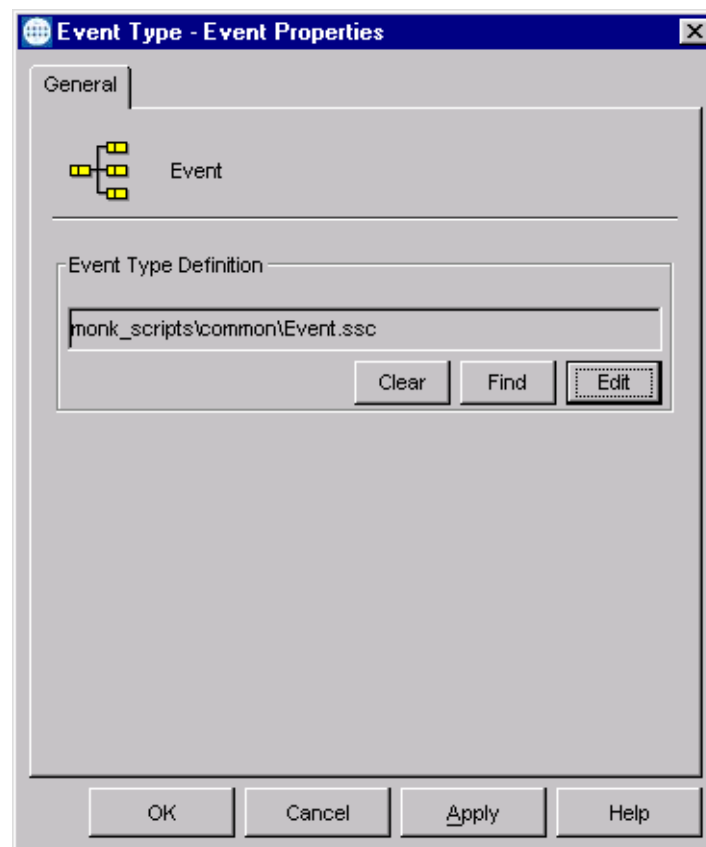 Event Type - Event Properties
General
Event
Event Type Definition
monk_scripts\common\Event.ssc
Clear Find Edit
OK Cancel Apply Help